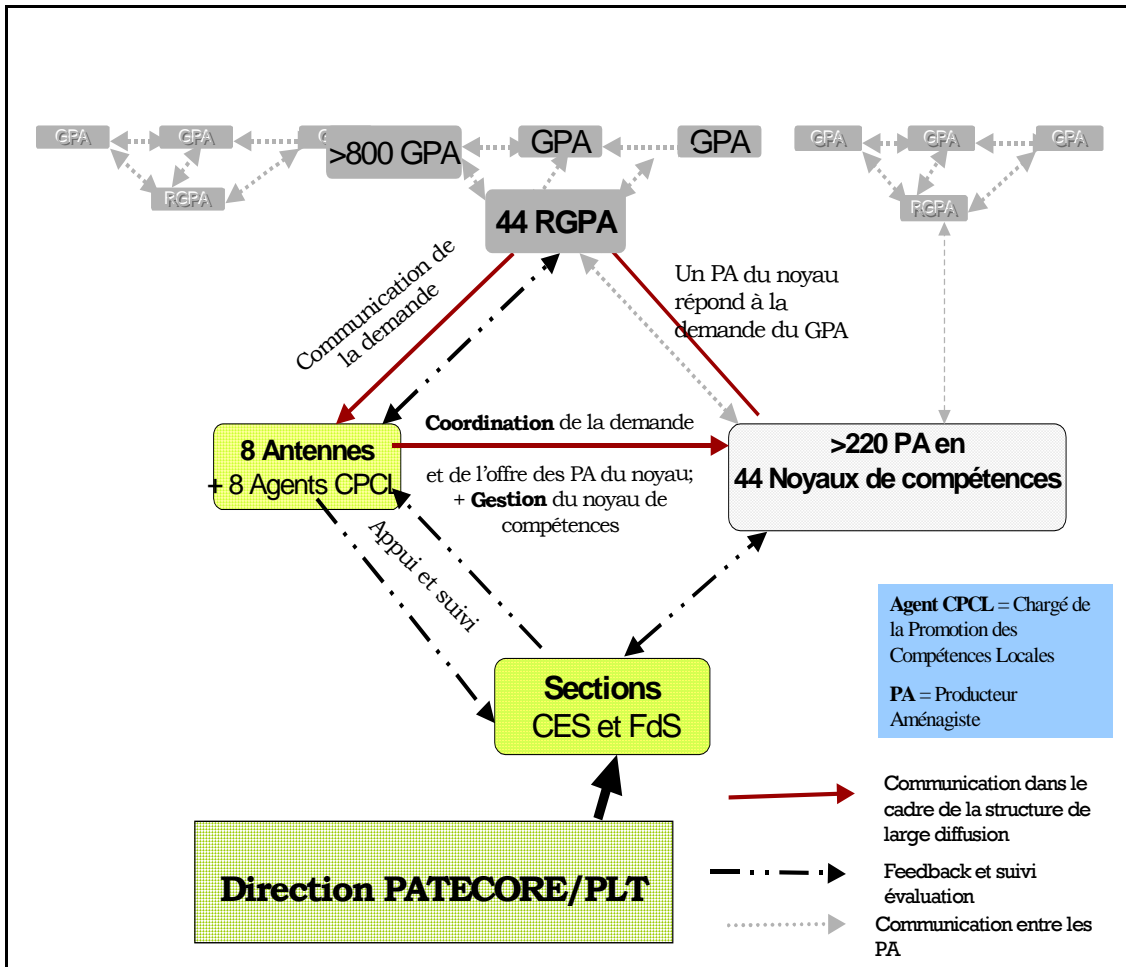 GPA
GPA
G
>800 GPA
GPA
GPA
GPA
GPA
GPA
RGPA
44 RGPA
RGPA
Communication de
la demande
Un PA du noyau
répond à la
demande du GPA
8 Antennes
+ 8 Agents CPCL
Coordination de la demande
et de l'offre des PA du noyau;
+ Gestion du noyau de
compétences
>220 PA en
44 Noyaux de compétences
Appui et suivi
Sections
CES et FdS
Agent CPCL = Chargé de
la Promotion des
Compétences Locales
PA = Producteur
Aménagiste
Direction PATECORE/PLT
Communication dans le
cadre de la structure de
large diffusion
Feedback et suivi
évaluation
Communication entre les
PA